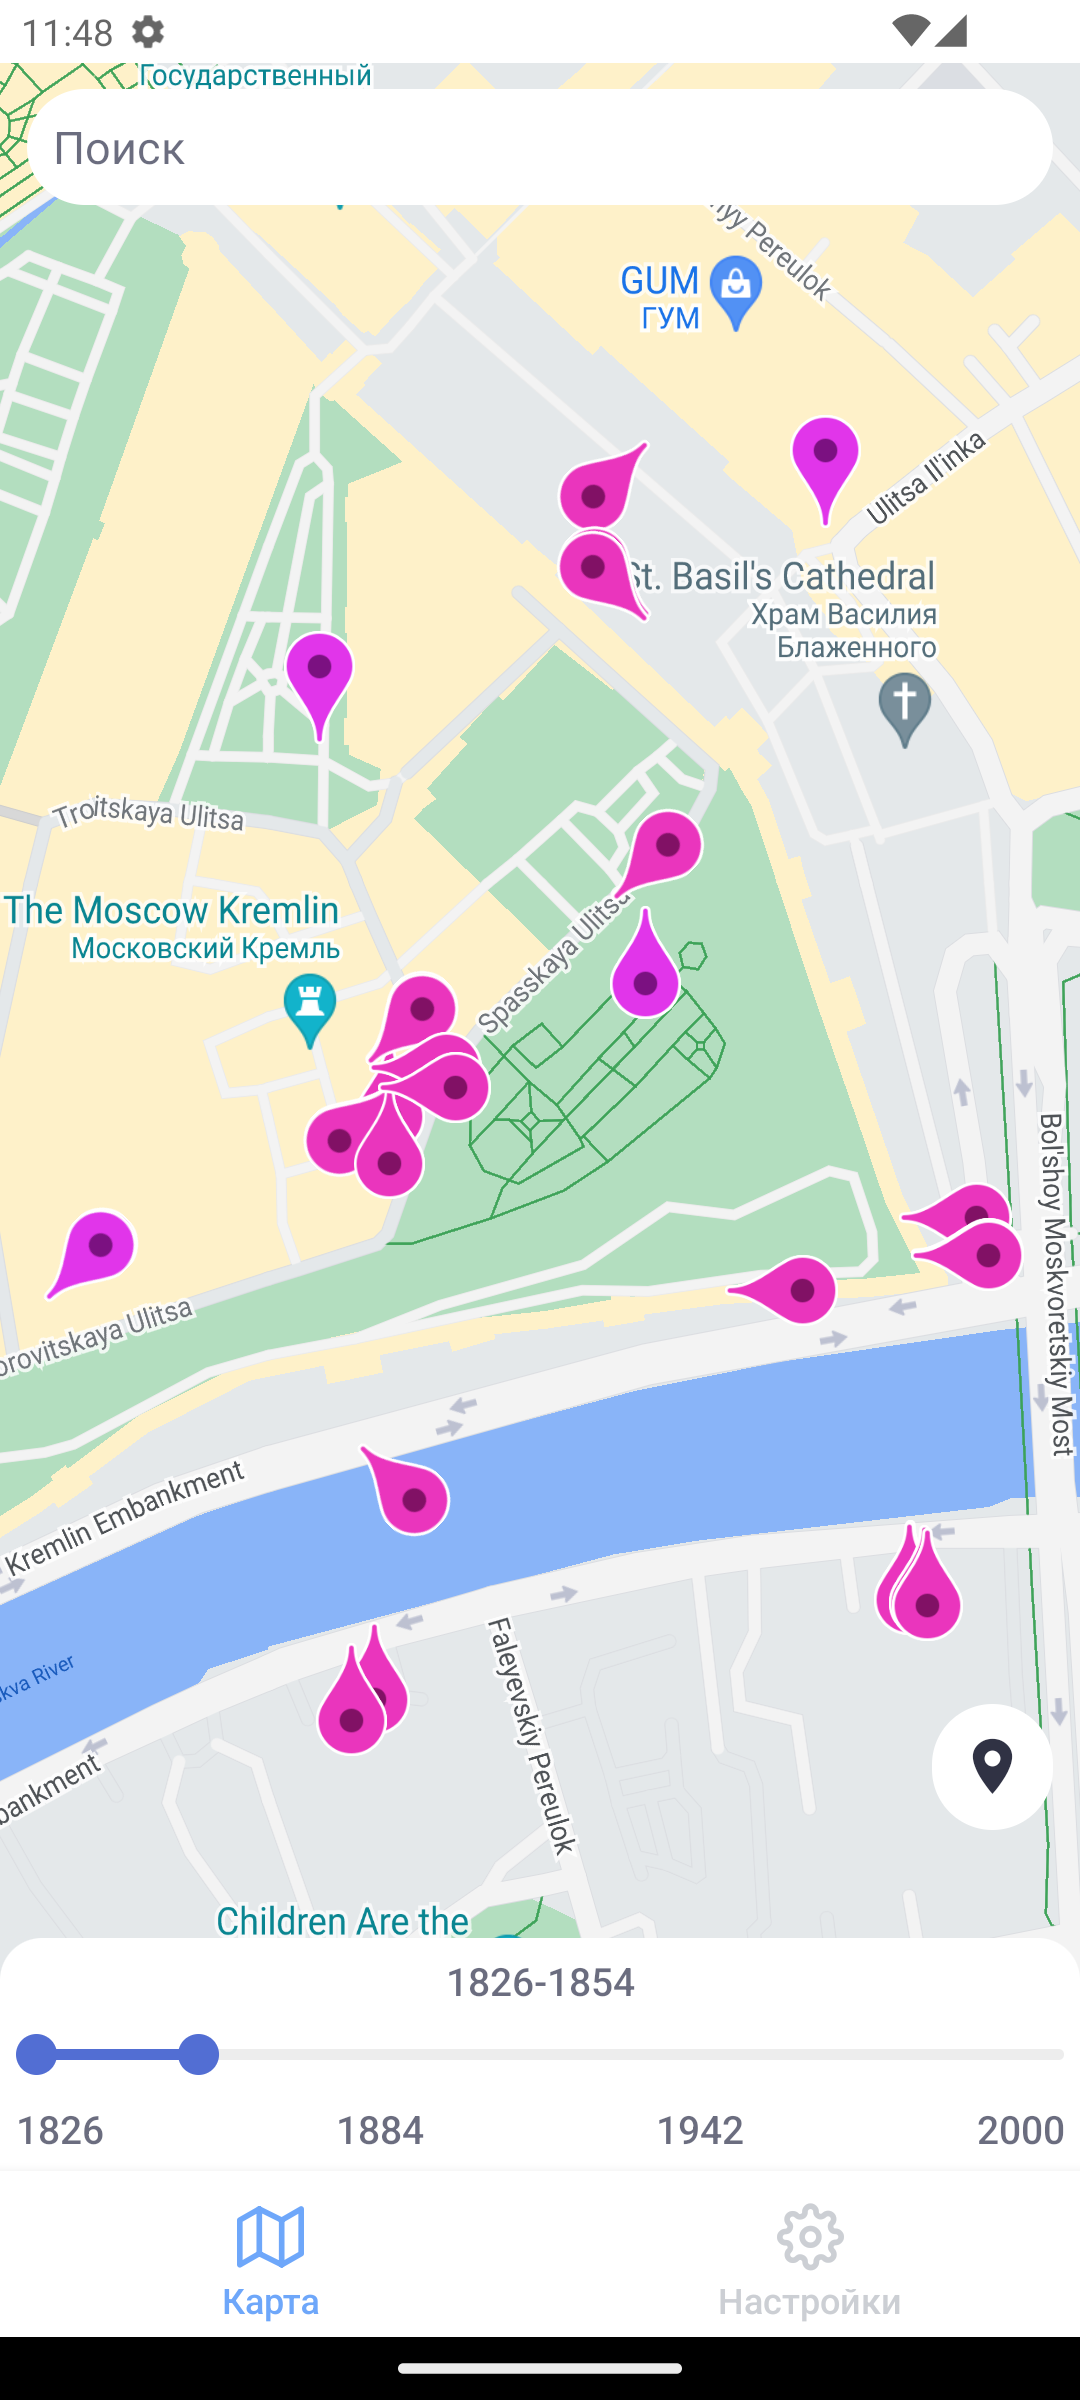 11:48
Государственный
Поиск
nyy Pereulok
GUM
ГУМ
Ulitsa Il'inka
St. Basil's Cathedral
Храм Василия
Блаженного
Troitskaya Ulitsa
The Moscow Kremlin
Московский Кремль
Spasskaya Ulitsa
Bol'shoy Moskvoretskiy Most
orovitskaya Ulitsa
Kremlin Embankment
skva River
Faleyevskiy Pereulok
bankment
Children Are the
1826-1854
1826 1884 1942 2000
Карта
Настройки